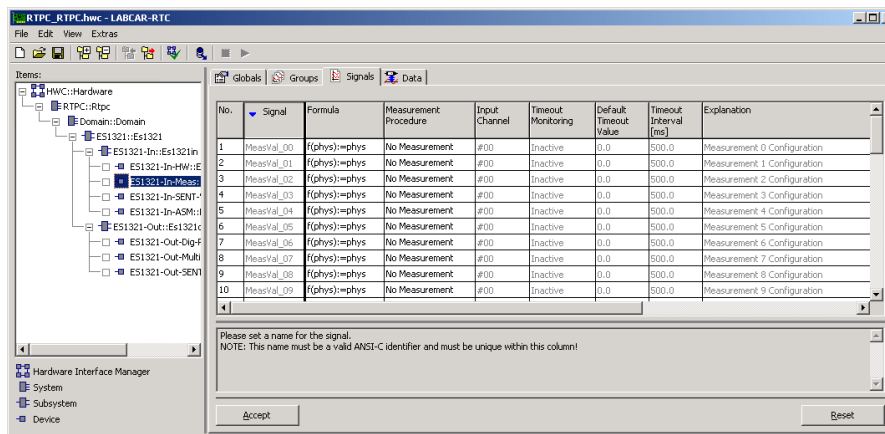 RTPC_RTPC.hwc - LABCAR-RTC
File Edit View Extras
Items:
HWC::Hardware
RTPC::Rtpc
Domain::Domain
ES1321::Es1321
ES1321-In::Es1321in
ES1321-In-HW::E
ES1321-In-Meas:
ES1321-In-SENT-
ES1321-In-ASM::
ES1321-Out::Es1321c
ES1321-Out-Dig-F
ES1321-Out-Multi
ES1321-Out-SENT
Hardware Interface Manager
System
Subsystem
Device
Globals Groups Signals Data
No. Signal Formula Measurement Procedure Input Channel Timeout Monitoring Default Timeout Value Timeout Interval [ms] Explanation
1 MeasVal_00 f(phys):=phys No Measurement #00 Inactive 0.0 500.0 Measurement 0 Configuration
2 MeasVal_01 f(phys):=phys No Measurement #00 Inactive 0.0 500.0 Measurement 1 Configuration
3 MeasVal_02 f(phys):=phys No Measurement #00 Inactive 0.0 500.0 Measurement 2 Configuration
4 MeasVal_03 f(phys):=phys No Measurement #00 Inactive 0.0 500.0 Measurement 3 Configuration
5 MeasVal_04 f(phys):=phys No Measurement #00 Inactive 0.0 500.0 Measurement 4 Configuration
6 MeasVal_05 f(phys):=phys No Measurement #00 Inactive 0.0 500.0 Measurement 5 Configuration
7 MeasVal_06 f(phys):=phys No Measurement #00 Inactive 0.0 500.0 Measurement 6 Configuration
8 MeasVal_07 f(phys):=phys No Measurement #00 Inactive 0.0 500.0 Measurement 7 Configuration
9 MeasVal_08 f(phys):=phys No Measurement #00 Inactive 0.0 500.0 Measurement 8 Configuration
10 MeasVal_09 f(phys):=phys No Measurement #00 Inactive 0.0 500.0 Measurement 9 Configuration
Please set a name for the signal.
NOTE: This name must be a valid ANSI-C identifier and must be unique within this column!
Accept Reset